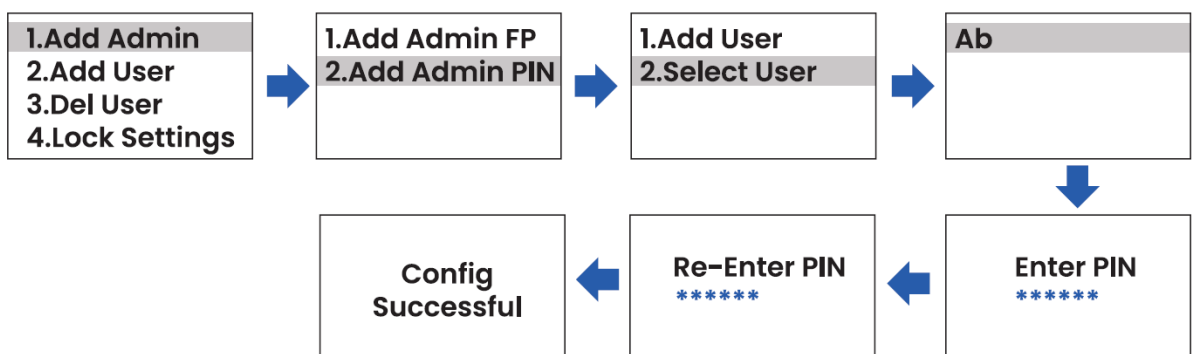 1.Add Admin
2.Add User
3.Del User
4.Lock Settings
1.Add Admin FP
2.Add Admin PIN
1.Add User
2.Select User
Ab
Enter PIN
******
Re-Enter PIN
******
Config
Successful